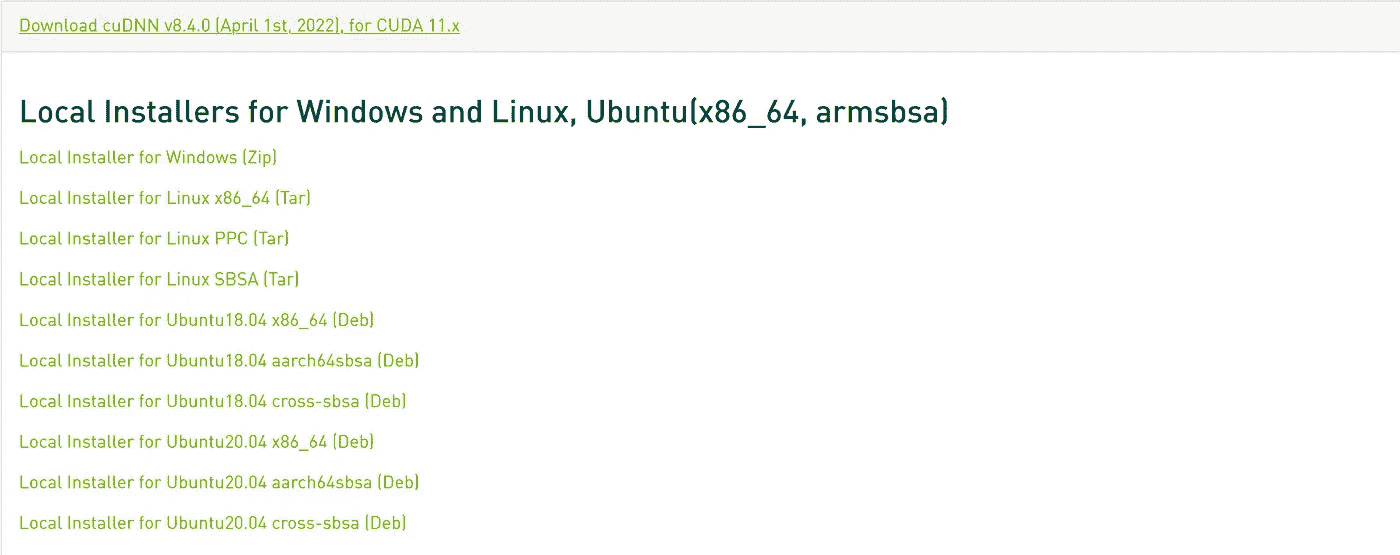 Download cuDNN v8.4.0 (April 1st, 2022), for CUDA 11.x
Local Installers for Windows and Linux, Ubuntu(x86_64, armsbsa)
Local Installer for Windows (Zip)
Local Installer for Linux x86_64 (Tar)
Local Installer for Linux PPC (Tar)
Local Installer for Linux SBSA (Tar)
Local Installer for Ubuntu18.04 x86_64 (Deb)
Local Installer for Ubuntu18.04 aarch64sbsa (Deb)
Local Installer for Ubuntu18.04 cross-sbsa (Deb)
Local Installer for Ubuntu20.04 x86_64 (Deb)
Local Installer for Ubuntu20.04 aarch64sbsa (Deb)
Local Installer for Ubuntu20.04 cross-sbsa (Deb)